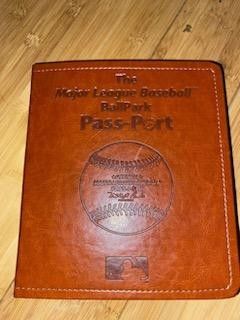 The
Major League Baseball
BallPark
Pass-Port